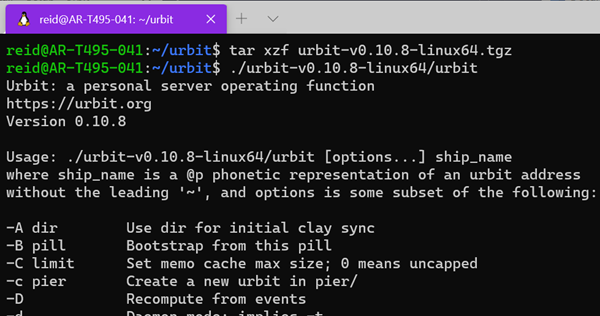 reid@AR-T495-041: ~/urbit
reid@AR-T495-041:~/urbit$ tar xzf urbit-v0.10.8-linux64.tgz
reid@AR-T495-041:~/urbit$ ./urbit-v0.10.8-linux64/urbit
Urbit: a personal server operating function
https://urbit.org
Version 0.10.8
Usage: ./urbit-v0.10.8-linux64/urbit [options...] ship_name
where ship_name is a @p phonetic representation of an urbit address
without the leading '~', and options is some subset of the following:
-A dir Use dir for initial clay sync
-B pill Bootstrap from this pill
-C limit Set memo cache max size; 0 means uncapped
-c pier Create a new urbit in pier/
-D Recompute from events
-d Daemon mode; implies -t